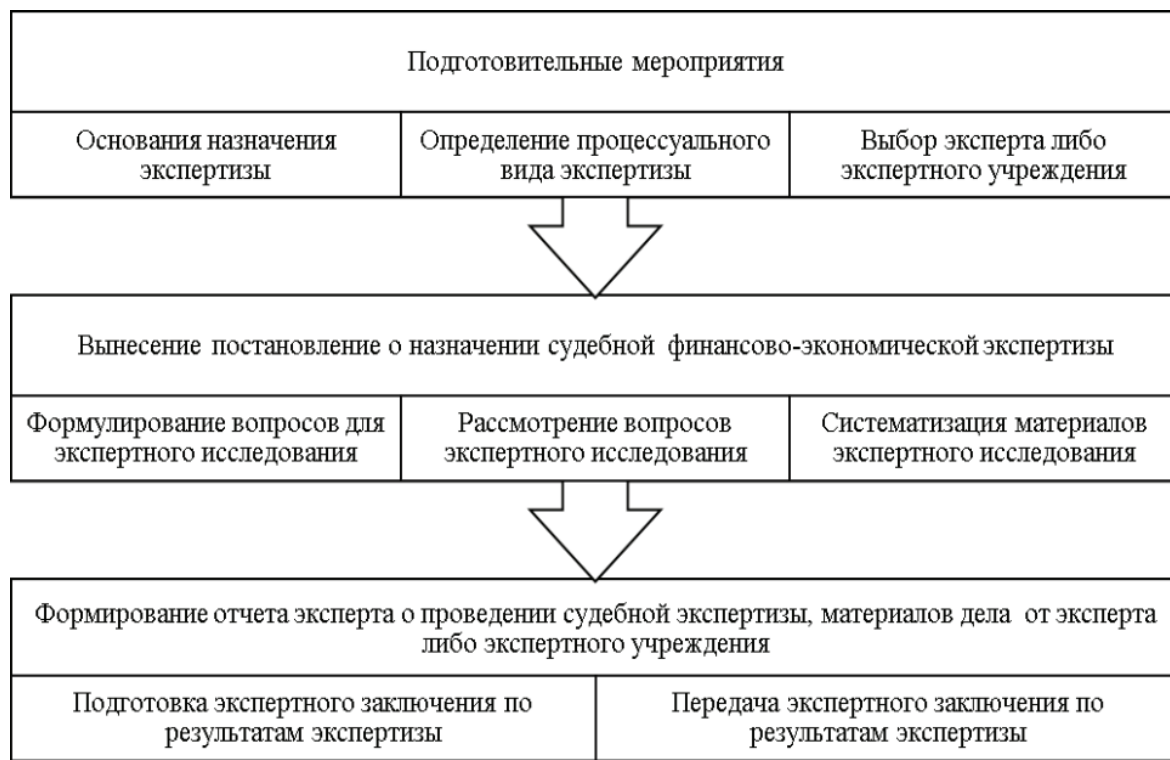 Подготовительные мероприятия
Основания назначения
экспертизы
Определение процессуального
вида экспертизы
Выбор эксперта либо
экспертного учреждения
Вынесение постановление о назначении судебной финансово-экономической экспертизы
Формулирование вопросов для
экспертного исследования
Рассмотрение вопросов
экспертного исследования
Систематизация материалов
экспертного исследования
Формирование отчета эксперта о проведении судебной экспертизы, материалов дела от эксперта
либо экспертного учреждения
Подготовка экспертного заключения по
результатам экспертизы
Передача экспертного заключения по
результатам экспертизы